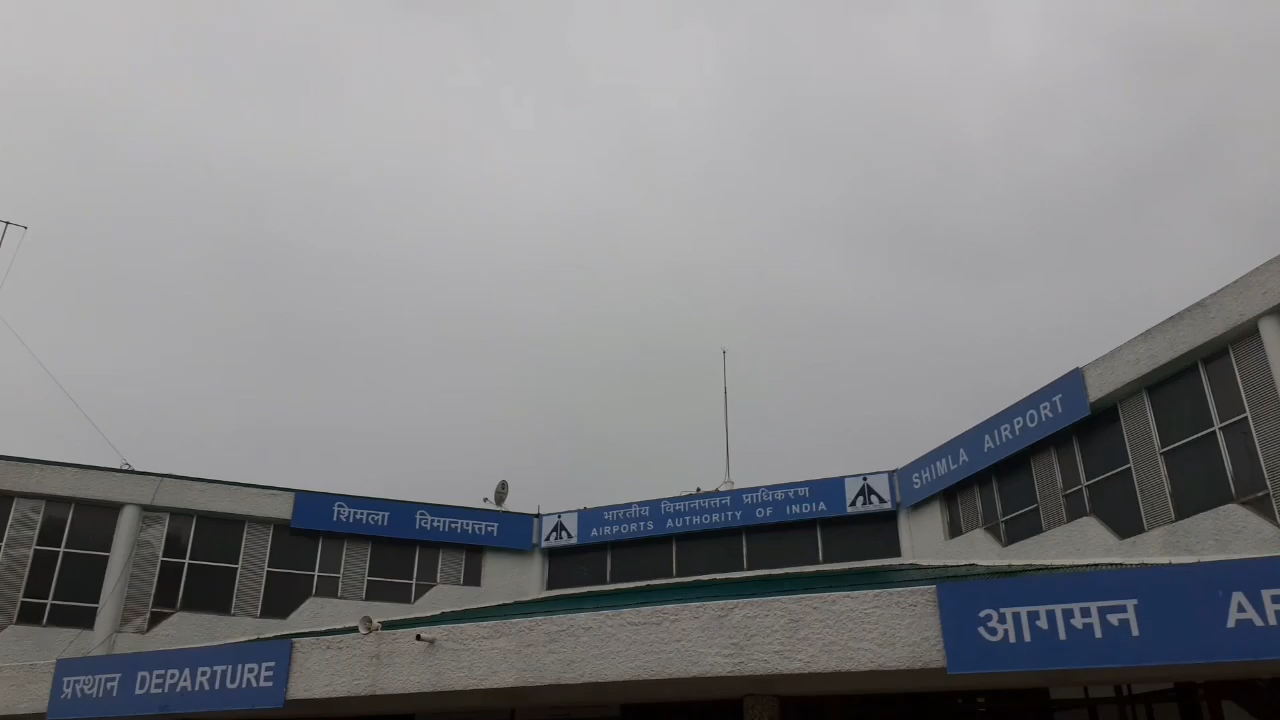 शिमला विमानपत्तन
भारतीय विमानपत्तन प्राधिकरण
AIRPORTS AUTHORITY OF INDIA
SHIMLA AIRPORT
प्रस्थान DEPARTURE
आगमन